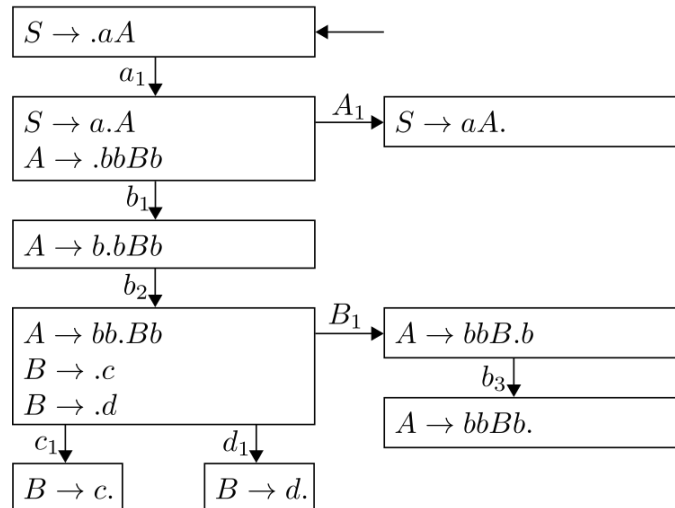 S → .aA
a₁
S → a.A
A → .bbBb
A₁
S → aA.
b₁
A → b.bBb
b₂
A → bb.Bb
B → .c
B → .d
B₁
A → bbB.b
b₃
A → bbBb.
c₁
d₁
B → c.
B → d.